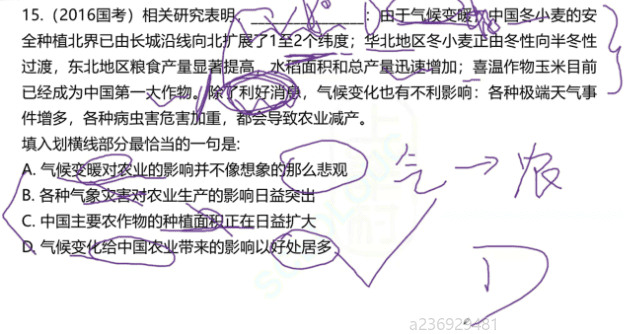 15.（2016国考）相关研究表明，____________：由于气候变暖，中国冬小麦的安
全种植北界已由长城沿线向北扩展了1至2个纬度；华北地区冬小麦正由冬性向半冬性
过渡，东北地区粮食产量显著提高，水稻面积和总产量迅速增加；喜温作物玉米目前
已经成为中国第一大作物。除了利好消息，气候变化也有不利影响：各种极端天气事
件增多，各种病虫害危害加重，都会导致农业减产。
填入划横线部分最恰当的一句是:
A. 气候变暖对农业的影响并不像想象的那么悲观
B. 各种气象灾害对农业生产的影响日益突出
气 → 农
C. 中国主要农作物的种植面积正在日益扩大
D. 气候变化给中国农业带来的影响以好处居多
D
a236929481